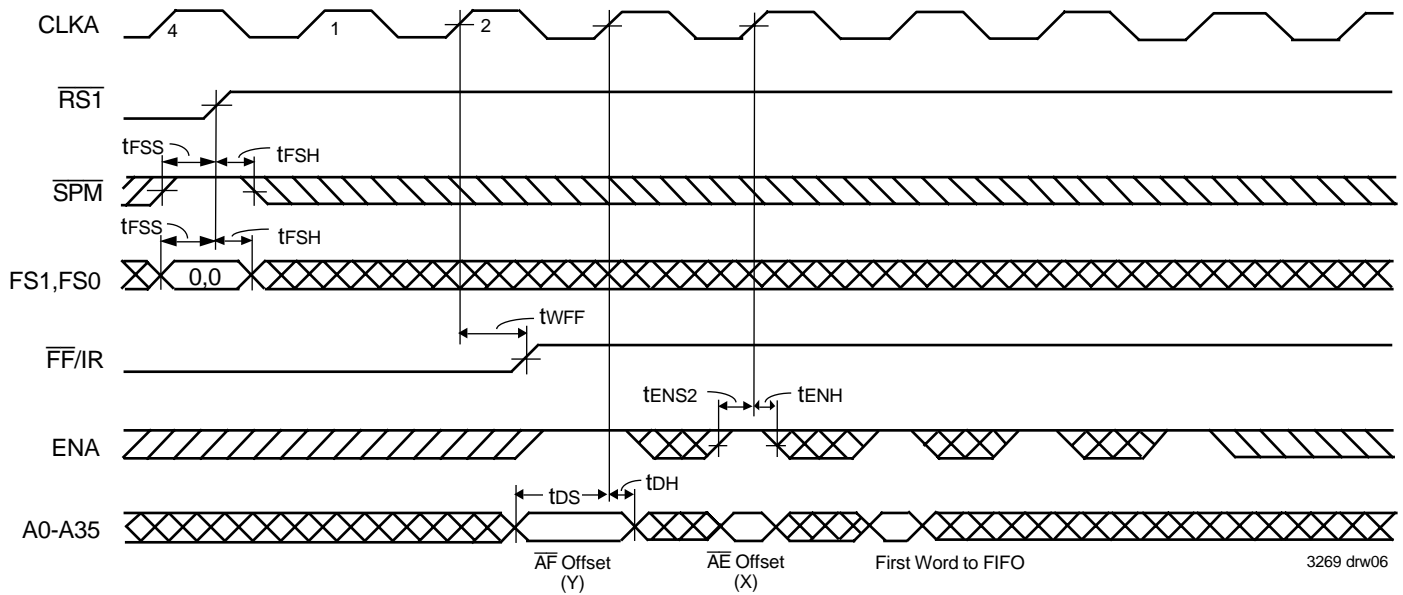 CLKA
4
1
2
RS1
tFSS
tFSH
SPM
tFSS
tFSH
FS1,FS0
0,0
tWFF
FF/IR
tENS2
tENH
ENA
tDS
tDH
A0-A35
AF Offset
(Y)
AE Offset
(X)
First Word to FIFO
3269 drw06